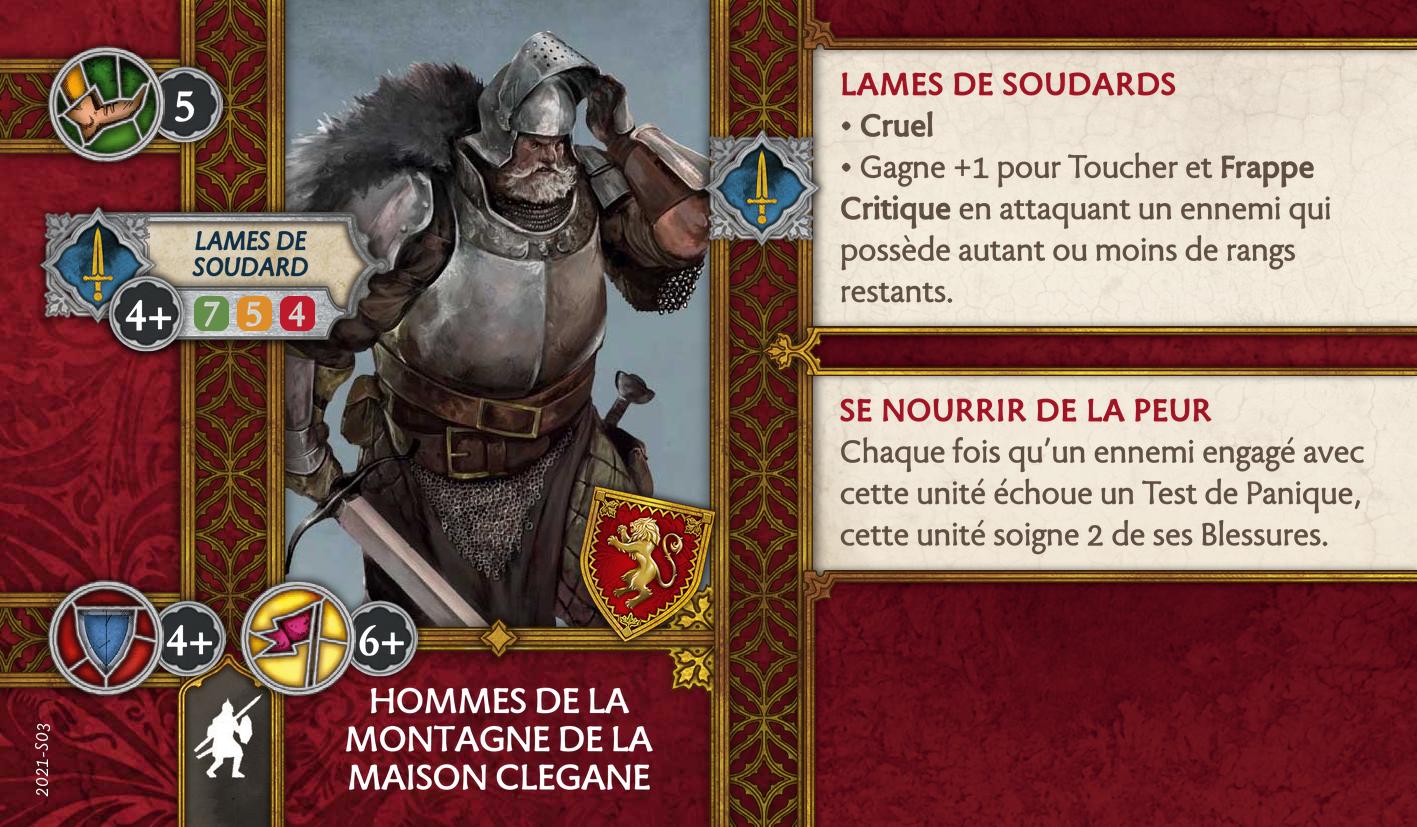 5
LAMES DE
SOUDARD
4+ 7 5 4
4+ 6+
HOMMES DE LA
MONTAGNE DE LA
MAISON CLEGANE
2021-S03
LAMES DE SOUDARDS
• Cruel
• Gagne +1 pour Toucher et Frappe
Critique en attaquant un ennemi qui
possède autant ou moins de rangs
restants.
SE NOURRIR DE LA PEUR
Chaque fois qu'un ennemi engagé avec
cette unité échoue un Test de Panique,
cette unité soigne 2 de ses Blessures.